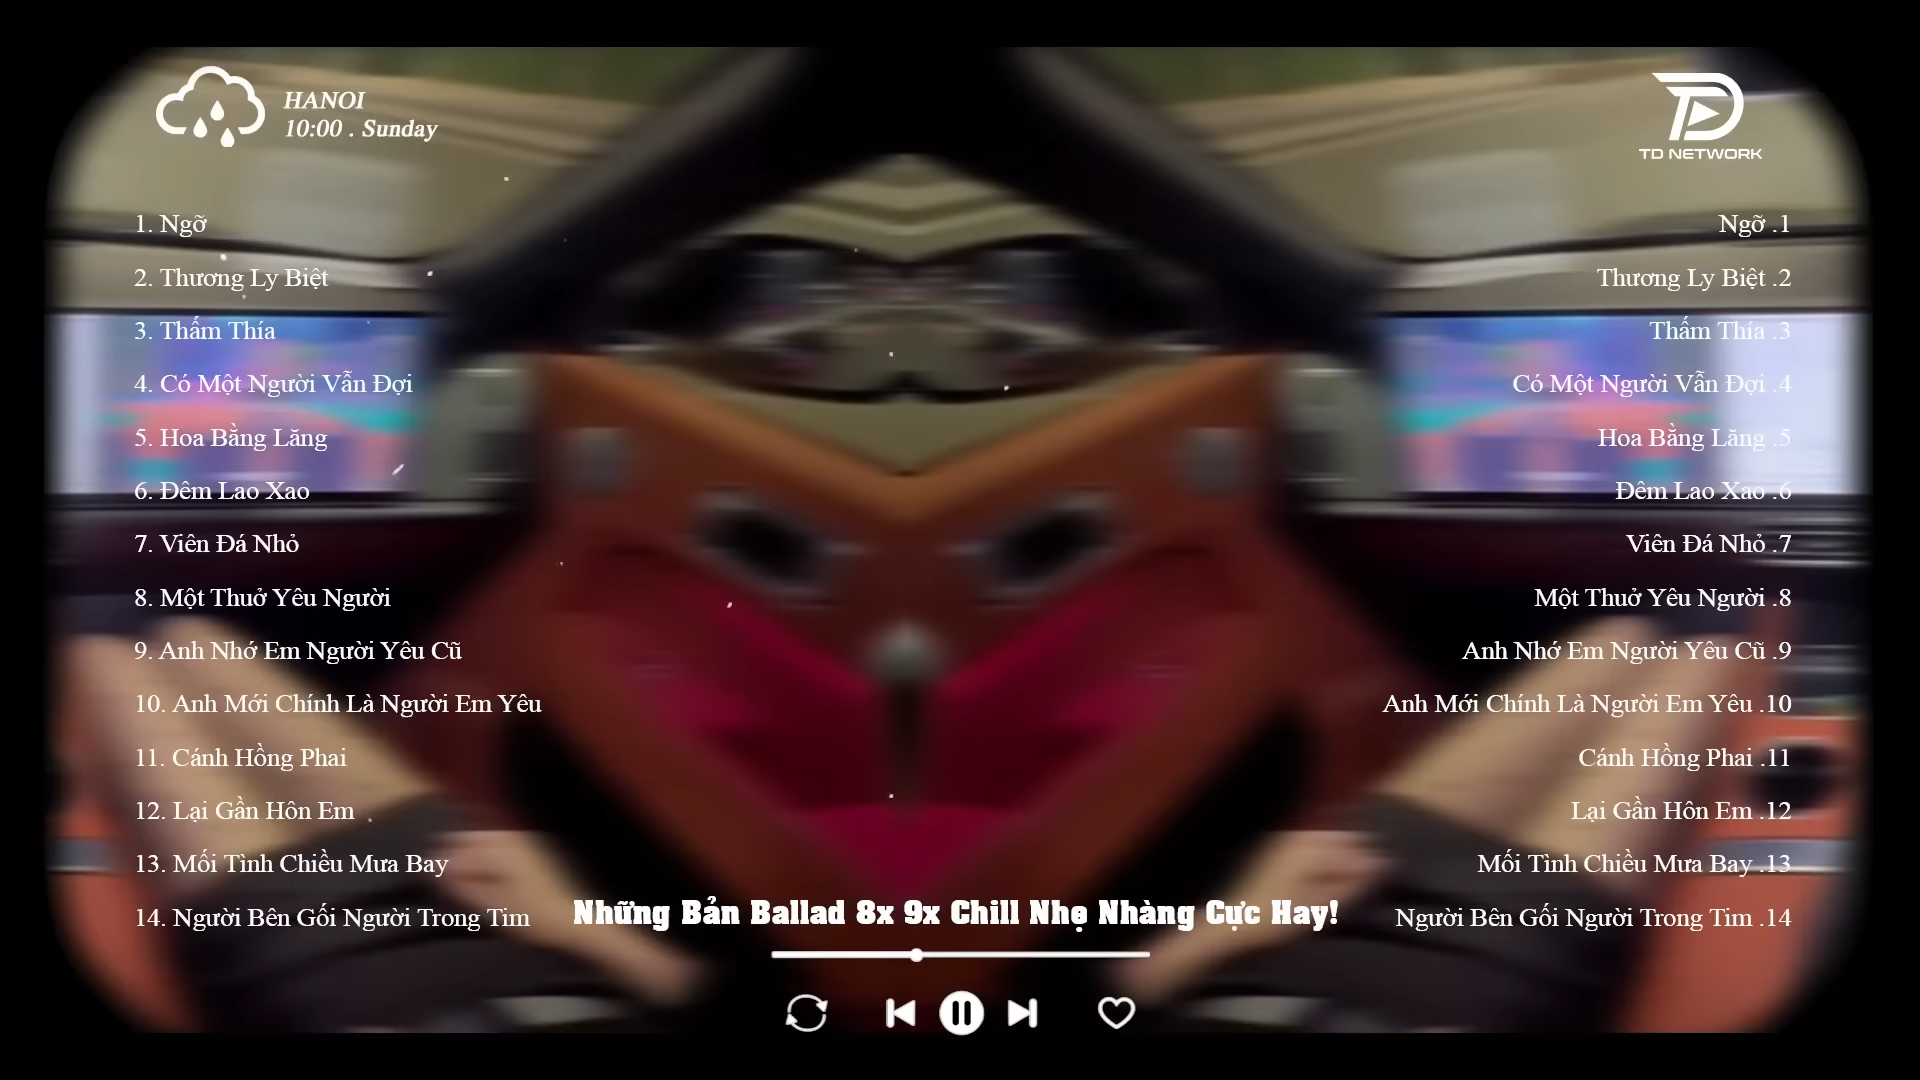 HANOI
10:00 . Sunday
TD NETWORK
1. Ngỡ
2. Thương Ly Biệt
3. Thấm Thía
4. Có Một Người Vẫn Đợi
5. Hoa Bằng Lăng
6. Đêm Lao Xao
7. Viên Đá Nhỏ
8. Một Thuở Yêu Người
9. Anh Nhớ Em Người Yêu Cũ
10. Anh Mới Chính Là Người Em Yêu
11. Cánh Hồng Phai
12. Lại Gần Hôn Em
13. Mối Tình Chiều Mưa Bay
14. Người Bên Gối Người Trong Tim
Ngỡ .1
Thương Ly Biệt .2
Thấm Thía .3
Có Một Người Vẫn Đợi .4
Hoa Bằng Lăng .5
Đêm Lao Xao .6
Viên Đá Nhỏ .7
Một Thuở Yêu Người .8
Anh Nhớ Em Người Yêu Cũ .9
Anh Mới Chính Là Người Em Yêu .10
Cánh Hồng Phai .11
Lại Gần Hôn Em .12
Mối Tình Chiều Mưa Bay .13
Người Bên Gối Người Trong Tim .14
Những Bản Ballad 8x 9x Chill Nhẹ Nhàng Cực Hay!